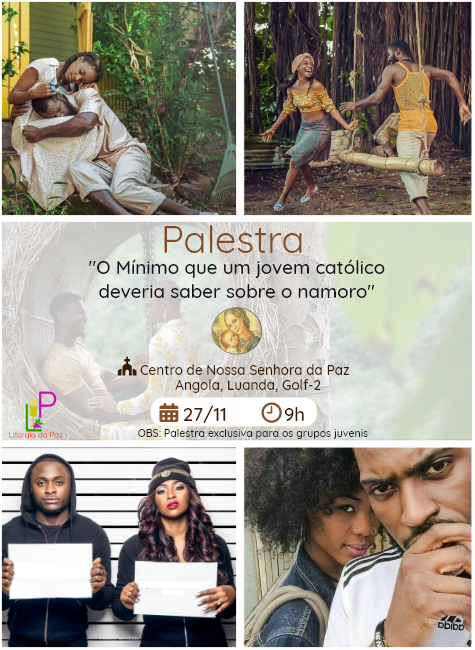 Palestra
"O Mínimo que um jovem católico
deveria saber sobre o namoro"
Centro de Nossa Senhora da Paz
Angola, Luanda, Golf-2
27/11 9h
LP
Liturgia da Paz
OBS: Palestra exclusiva para os grupos juvenis